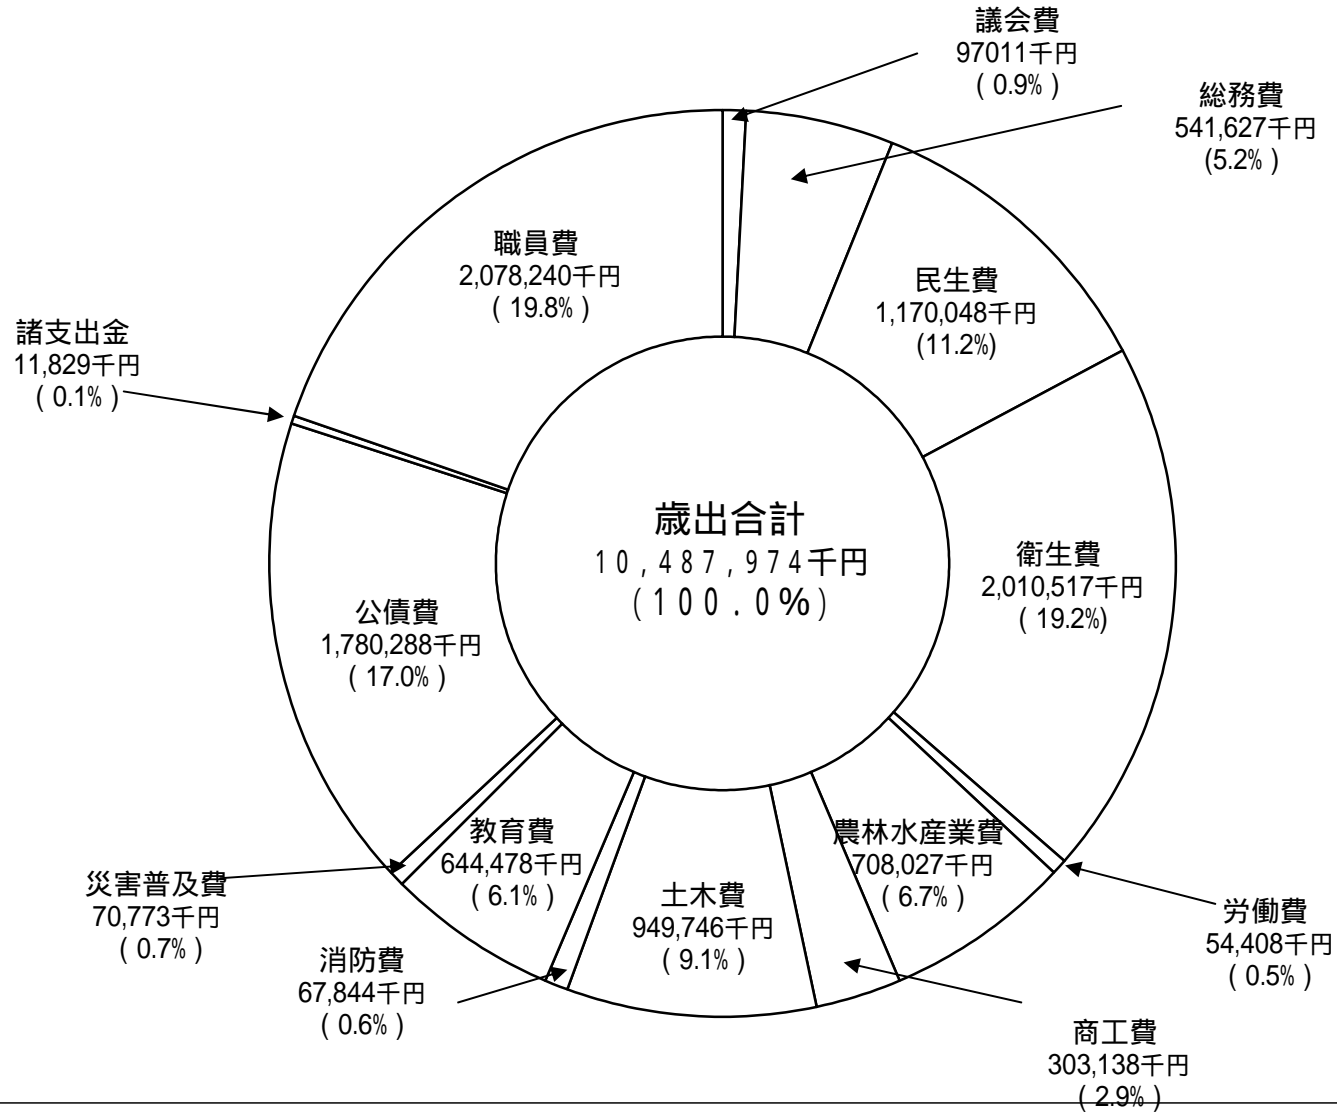 議会費
97011千円
( 0.9% )
総務費
541,627千円
(5.2% )
民生費
1,170,048千円
(11.2%)
衛生費
2,010,517千円
( 19.2%)
労働費
54,408千円
( 0.5% )
農林水産業費
708,027千円
( 6.7% )
商工費
303,138千円
( 2.9% )
土木費
949,746千円
( 9.1% )
消防費
67,844千円
( 0.6% )
教育費
644,478千円
( 6.1% )
災害普及費
70,773千円
( 0.7% )
公債費
1,780,288千円
( 17.0% )
諸支出金
11,829千円
( 0.1% )
職員費
2,078,240千円
( 19.8% )
歳出合計
10,487,974千円
(100.0%)